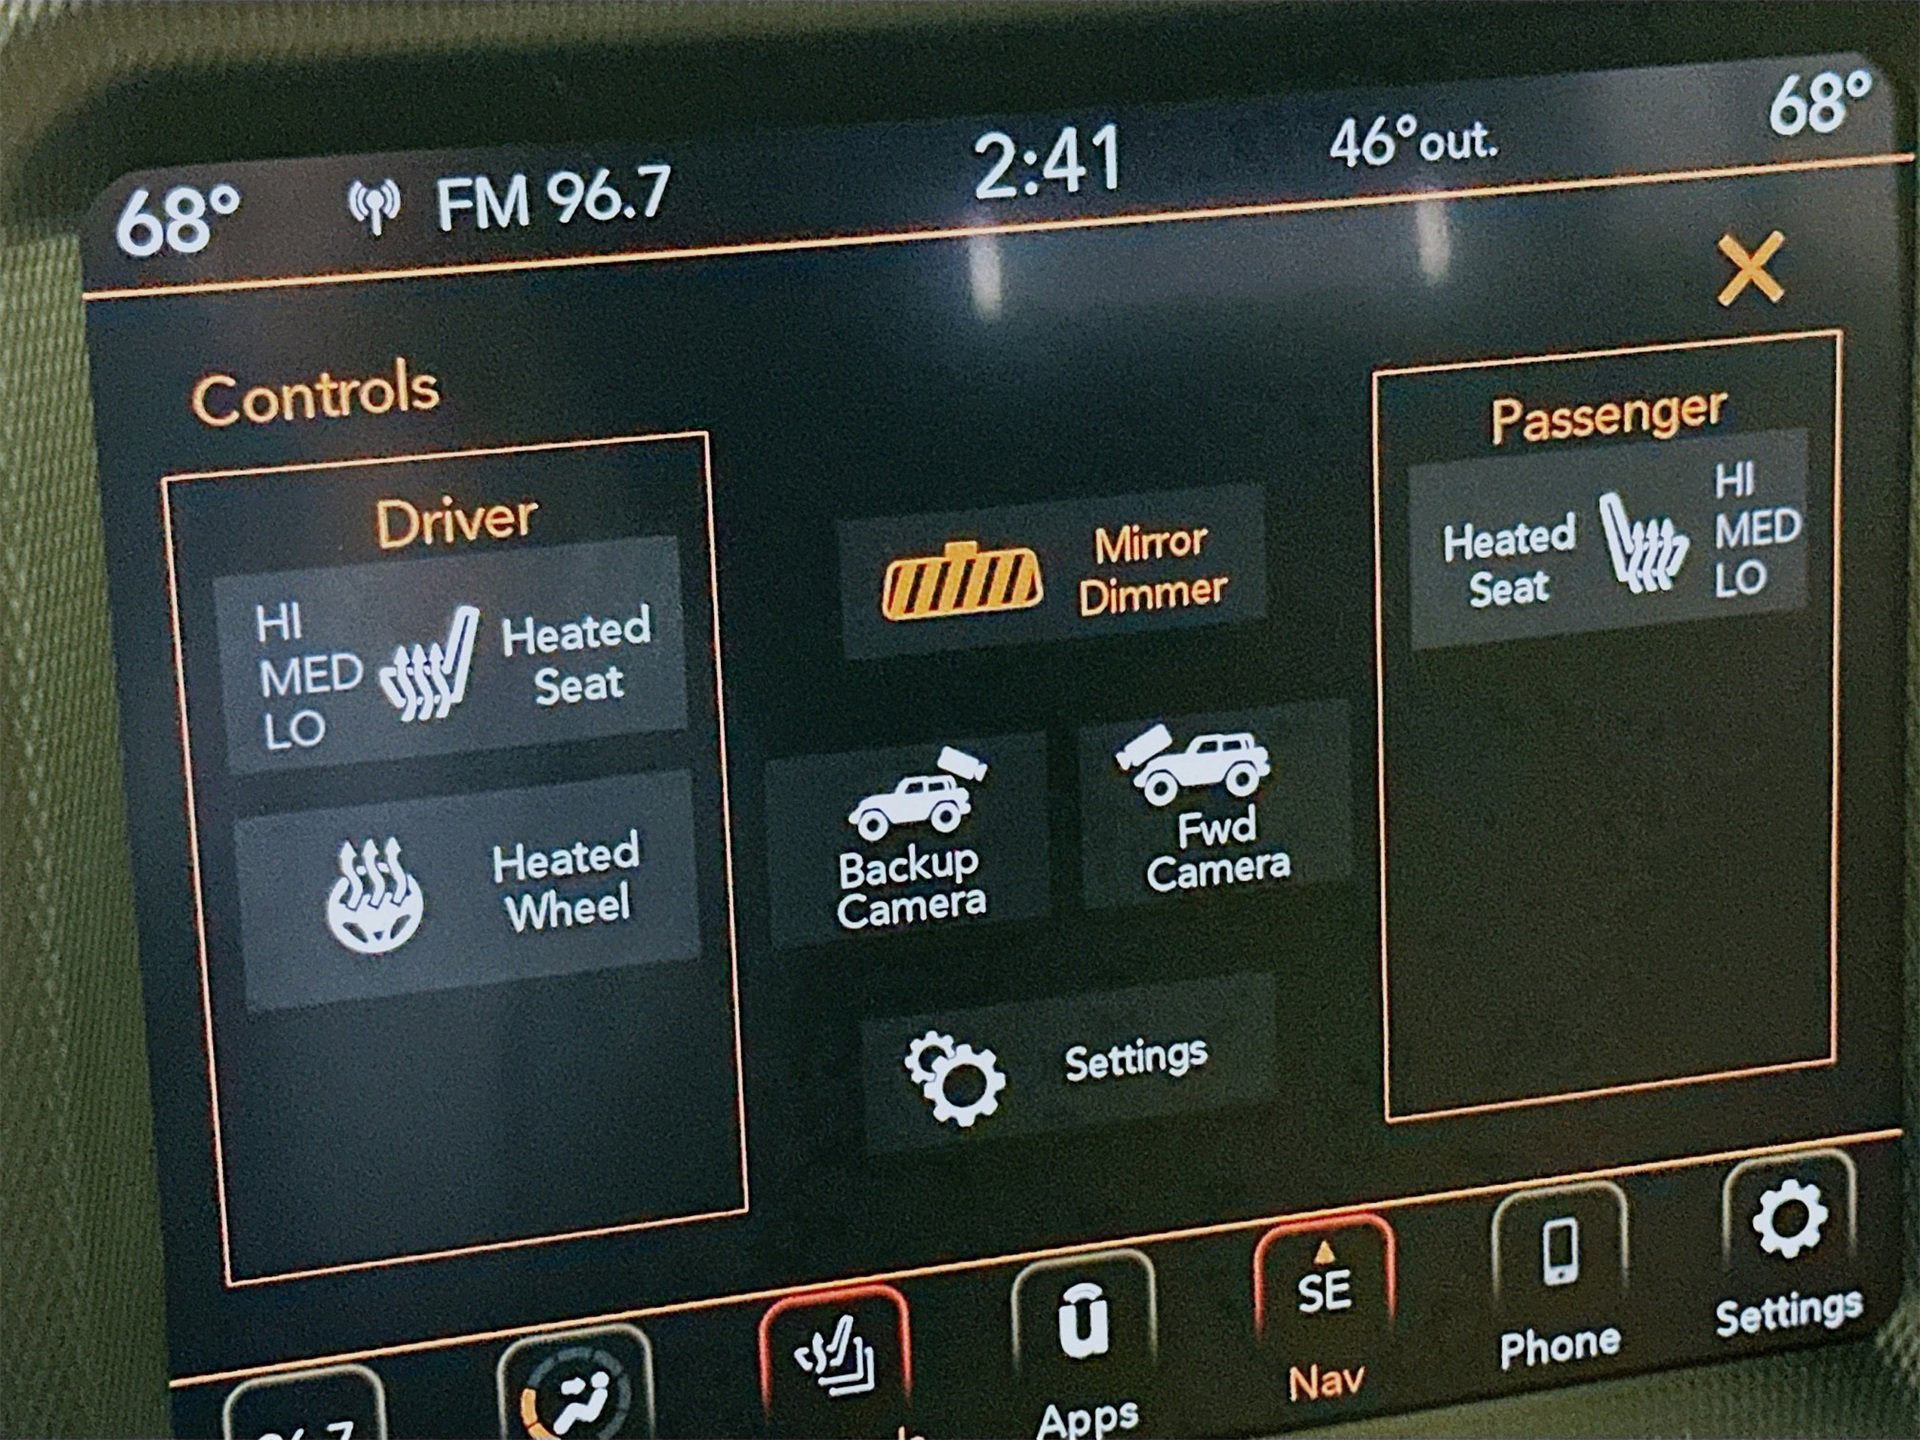 68° FM 96.7 2:41 46°out. 68°
Controls
Driver
HI
MED
LO
Heated
Seat
Heated
Wheel
Mirror
Dimmer
Backup
Camera
Fwd
Camera
Settings
Passenger
Heated
Seat
HI
MED
LO
SE
Apps
Nav
Phone
Settings